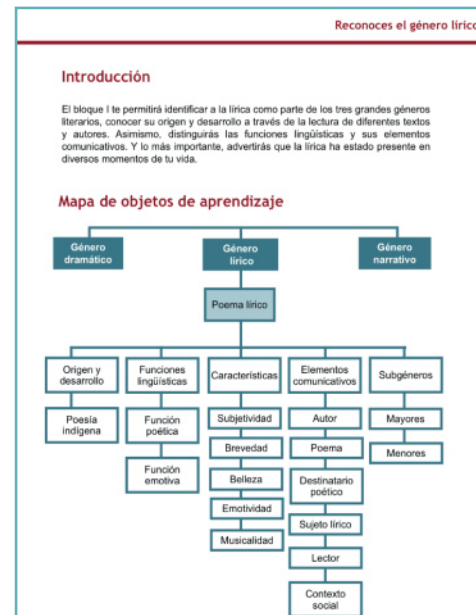 Reconoces el género lírico
Introducción
El bloque I te permitirá identificar a la lírica como parte de los tres grandes géneros
literarios, conocer su origen y desarrollo a través de la lectura de diferentes textos
y autores. Asimismo, distinguirás las funciones lingüísticas y sus elementos
comunicativos. Y lo más importante, advertirás que la lírica ha estado presente en
diversos momentos de tu vida.
Mapa de objetos de aprendizaje
Género
dramático
Género
lírico
Género
narrativo
Poema lírico
Origen y
desarrollo
Poesía
indígena
Funciones
lingüísticas
Función
poética
Función
emotiva
Características
Subjetividad
Brevedad
Belleza
Emotividad
Musicalidad
Elementos
comunicativos
Autor
Poema
Destinatario
poético
Sujeto lírico
Lector
Contexto
social
Subgéneros
Mayores
Menores